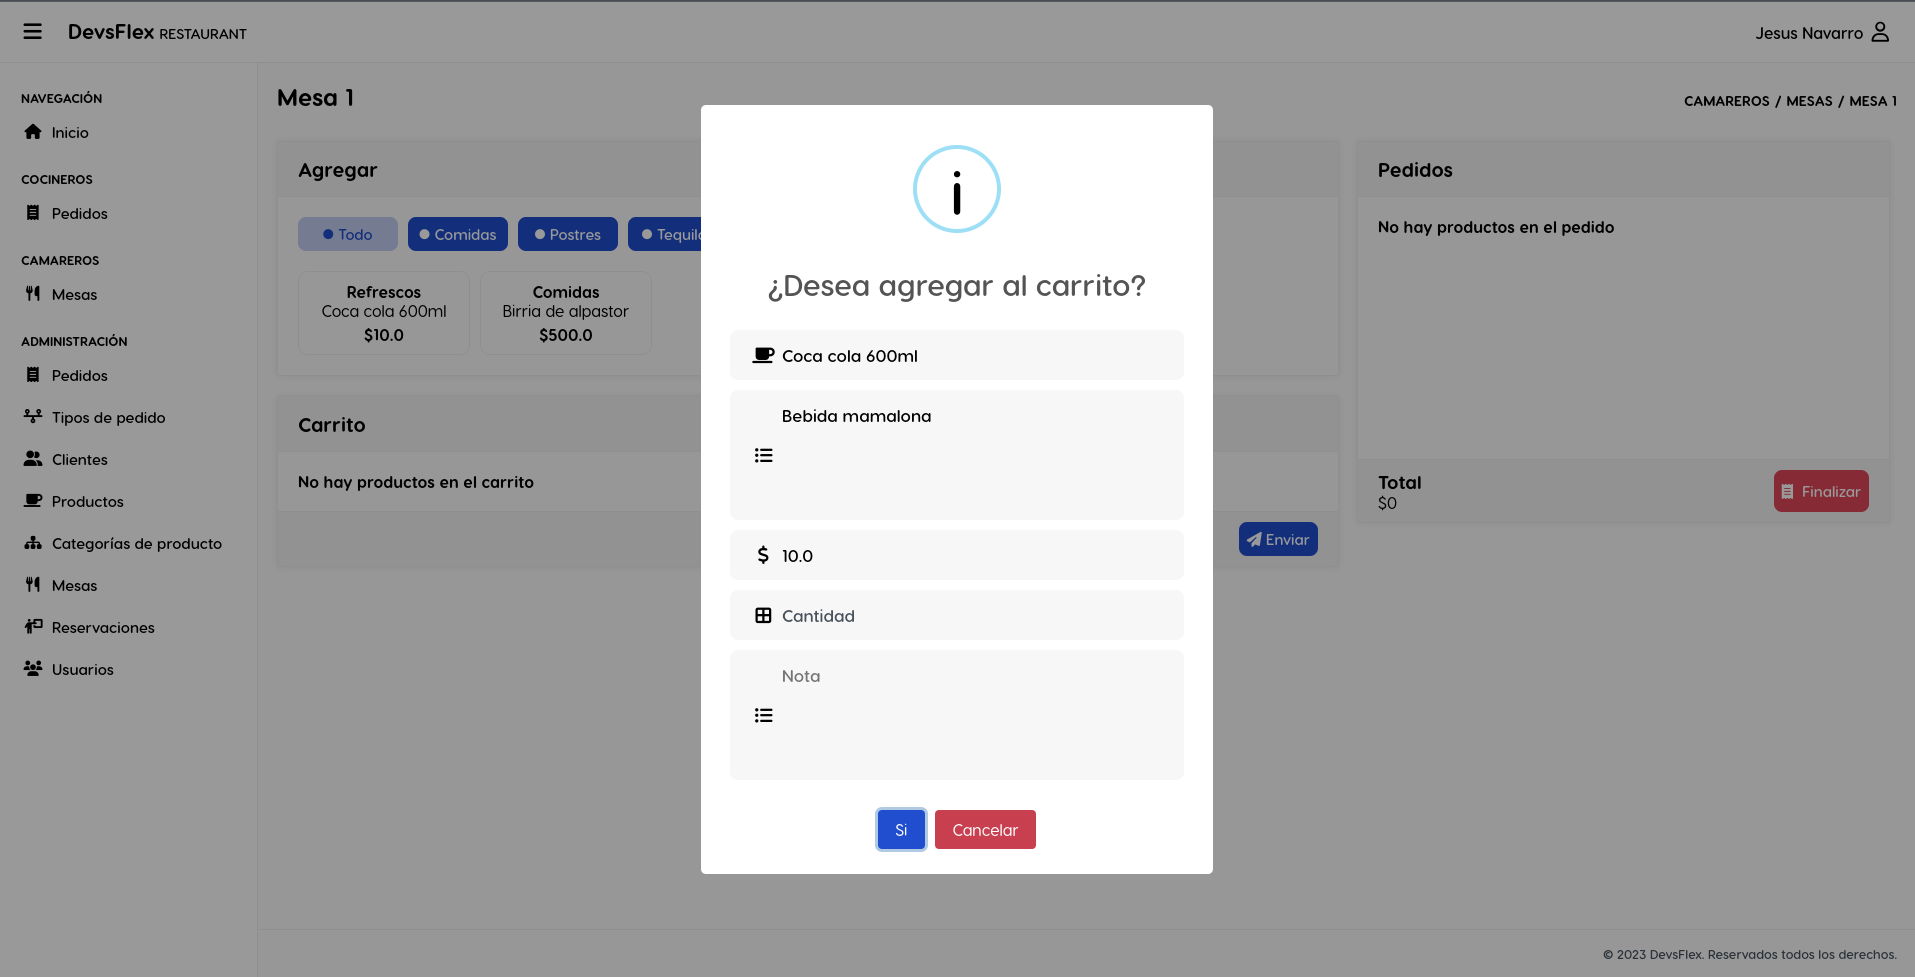 DevsFlex RESTAURANT
Jesus Navarro
NAVEGACIÓN
Inicio
COCINEROS
Pedidos
CAMAREROS
Mesas
ADMINISTRACIÓN
Pedidos
Tipos de pedido
Clientes
Productos
Categorías de producto
Mesas
Reservaciones
Usuarios
Mesa 1
CAMAREROS / MESAS / MESA 1
Agregar
Todo
Comidas
Postres
Refrescos
Coca cola 600ml
$10.0
Comidas
Birria de alpastor
$500.0
Carrito
No hay productos en el carrito
Enviar
¿Desea agregar al carrito?
Coca cola 600ml
Bebida mamalona
$ 10.0
Cantidad
Nota
Si
Cancelar
Pedidos
No hay productos en el pedido
Total
$0
Finalizar
© 2023 DevsFlex. Reservados todos los derechos.